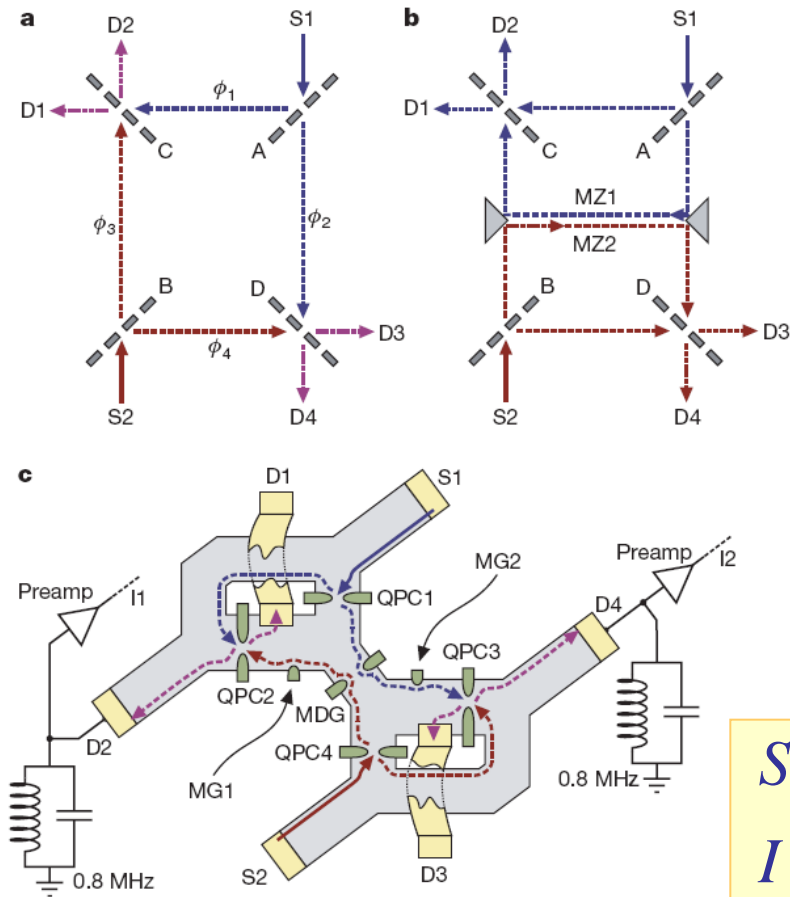 a
D2
S1
D1
ϕ1
C
A
ϕ3
ϕ2
B
D
ϕ4
D3
S2
D4
b
D2
S1
D1
C
A
MZ1
MZ2
B
D
D3
S2
D4
c
D1
S1
Preamp
I1
MG2
Preamp
I2
QPC1
D4
QPC3
QPC2
MDG
D2
QPC4
MG1
0.8 MHz
0.8 MHz
S2
D3
S
I